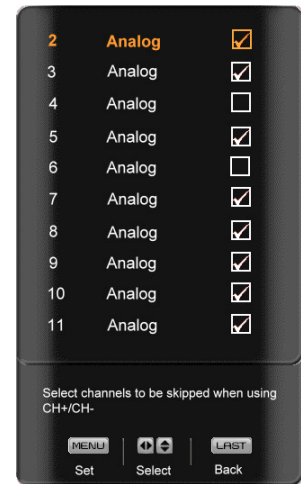 2 Analog
3 Analog
4 Analog
5 Analog
6 Analog
7 Analog
8 Analog
9 Analog
10 Analog
11 Analog
Select channels to be skipped when using
CH+/CH-
MENU LAST
Set Select Back